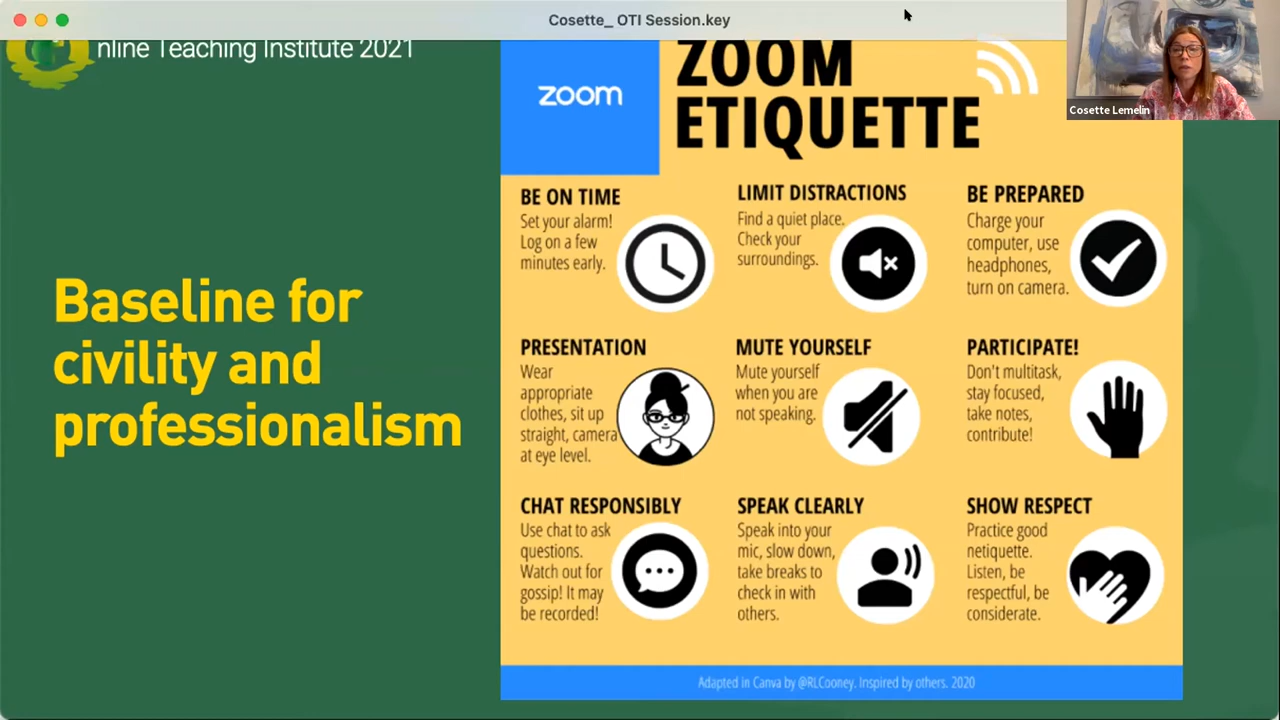 Cosette_ OTI Session.key
nline Teaching Institute 2021
Cosette Lemelin
Baseline for
civility and
professionalism
zoom
ZOOM
ETIQUETTE
BE ON TIME
Set your alarm!
Log on a few
minutes early.
LIMIT DISTRACTIONS
Find a quiet place.
Check your
surroundings.
BE PREPARED
Charge your
computer, use
headphones,
turn on camera.
PRESENTATION
Wear
appropriate
clothes, sit up
straight, camera
at eye level.
MUTE YOURSELF
Mute yourself
when you are
not speaking.
PARTICIPATE!
Don't multitask,
stay focused,
take notes,
contribute!
CHAT RESPONSIBLY
Use chat to ask
questions.
Watch out for
gossip! It may
be recorded!
SPEAK CLEARLY
Speak into your
mic, slow down,
take breaks to
check in with
others.
SHOW RESPECT
Practice good
netiquette.
Listen, be
respectful, be
considerate.
Adapted in Canva by @RLCooney. Inspired by others. 2020